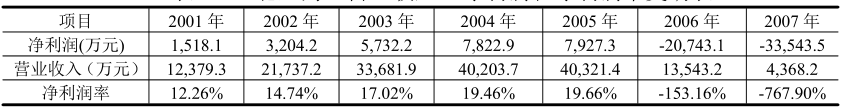 项目 2001 年 2002 年 2003 年 2004 年 2005 年 2006 年 2007 年
净利润(万元) 1,518.1 3,204.2 5,732.2 7,822.9 7,927.3 -20,743.1 -33,543.5
营业收入（万元） 12,379.3 21,737.2 33,681.9 40,203.7 40,321.4 13,543.2 4,368.2
净利润率 12.26% 14.74% 17.02% 19.46% 19.66% -153.16% -767.90%